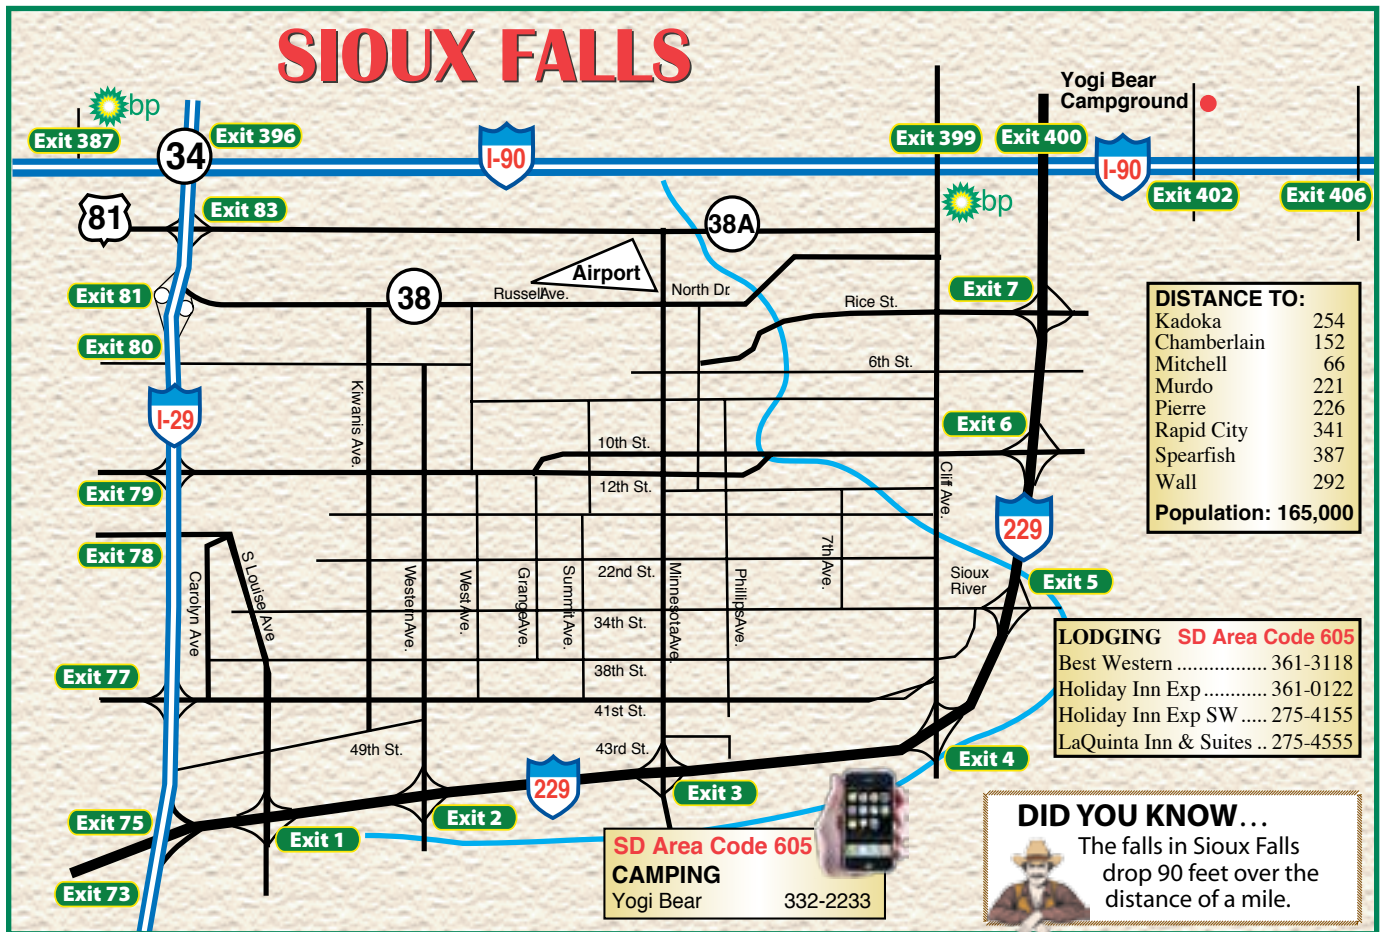 SIOUX FALLS
Yogi Bear
Campground
bp
Exit 387
34
Exit 396
I-90
Exit 399
Exit 400
I-90
Exit 402
Exit 406
81
Exit 83
38A
bp
Airport
Exit 81
38
Russell Ave.
North Dr.
Rice St.
Exit 7
Exit 80
6th St.
I-29
Kiwanis Ave.
10th St.
Exit 6
Exit 79
12th St.
Cliff Ave.
229
Exit 78
S Louise Ave
Carolyn Ave
Western Ave.
West Ave.
Grange Ave.
Summit Ave.
22nd St.
Minnesota Ave.
Phillips Ave.
7th Ave.
Sioux
River
Exit 5
34th St.
38th St.
Exit 77
41st St.
49th St.
43rd St.
Exit 4
229
Exit 3
Exit 2
Exit 75
Exit 1
Exit 73
DISTANCE TO:
Kadoka 254
Chamberlain 152
Mitchell 66
Murdo 221
Pierre 226
Rapid City 341
Spearfish 387
Wall 292
Population: 165,000
LODGING SD Area Code 605
Best Western ................. 361-3118
Holiday Inn Exp ............ 361-0122
Holiday Inn Exp SW ..... 275-4155
LaQuinta Inn & Suites .. 275-4555
SD Area Code 605
CAMPING
Yogi Bear 332-2233
DID YOU KNOW...
The falls in Sioux Falls
drop 90 feet over the
distance of a mile.